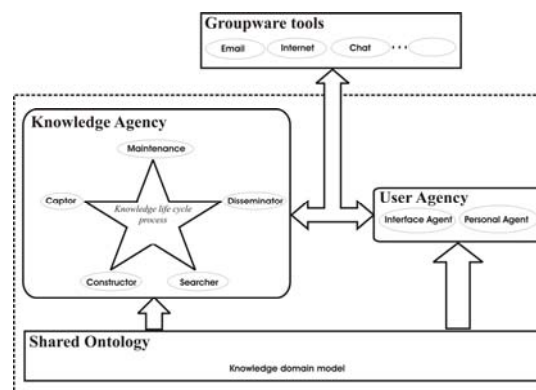 Groupware tools
Email Internet Chat ...
Knowledge Agency
Maintenance
Captor
Knowledge life cycle
process
Disseminator
Constructor
Searcher
User Agency
Interface Agent Personal Agent
Shared Ontology
Knowledge domain model